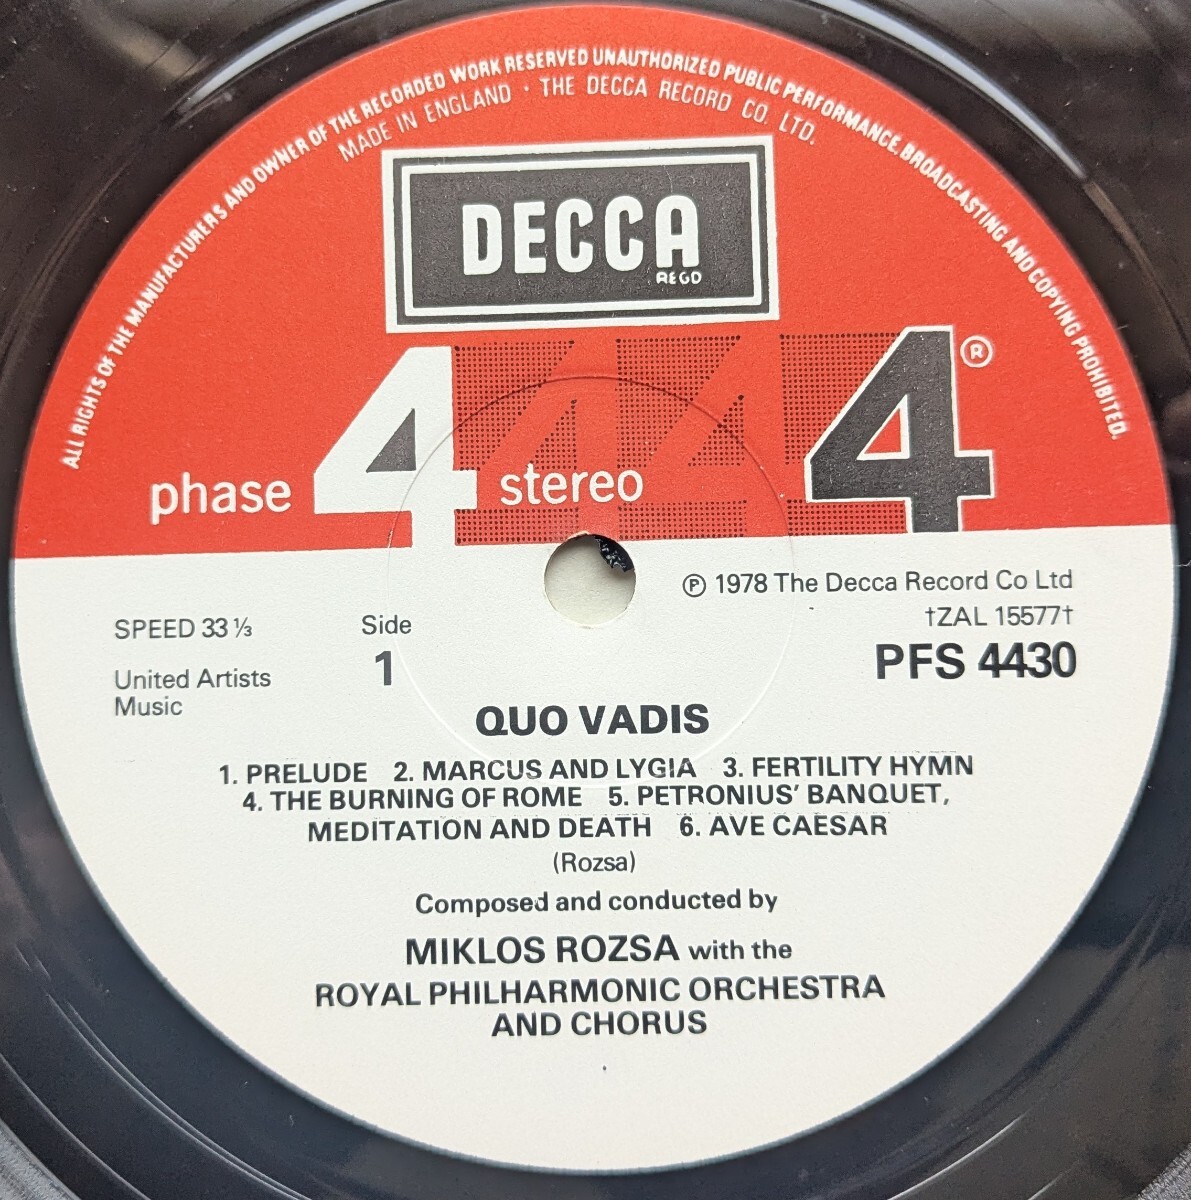 ALL RIGHTS OF THE MANUFACTURERS AND OWNER OF THE RECORDED WORK RESERVED UNAUTHORIZED PUBLIC PERFORMANCE, BROADCASTING AND COPYING PROHIBITED.
MADE IN ENGLAND · THE DECCA RECORD CO. LTD.
DECCA
REGD
phase 4 stereo 4 ®
℗ 1978 The Decca Record Co Ltd
†ZAL 15577†
PFS 4430
SPEED 33 ⅓
Side
1
United Artists
Music
QUO VADIS
1. PRELUDE 2. MARCUS AND LYGIA 3. FERTILITY HYMN
4. THE BURNING OF ROME 5. PETRONIUS' BANQUET,
MEDITATION AND DEATH 6. AVE CAESAR
(Rozsa)
Composed and conducted by
MIKLOS ROZSA with the
ROYAL PHILHARMONIC ORCHESTRA
AND CHORUS